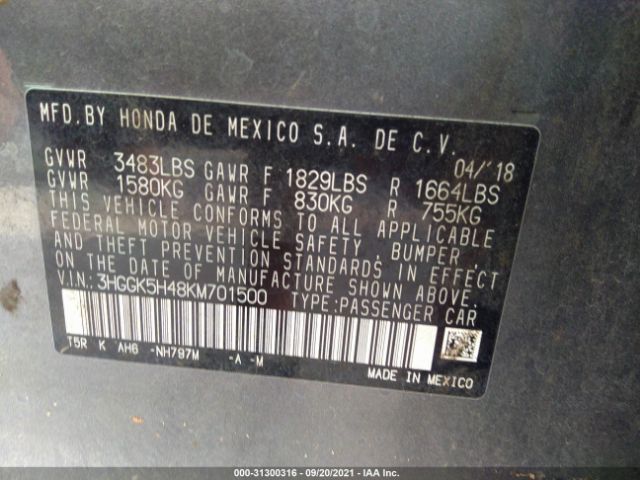 MFD. BY HONDA DE MEXICO S.A. DE C.V.
04/'18
GVWR 3483LBS GAWR F 1829LBS R 1664LBS
GVWR 1580KG GAWR F 830KG R 755KG
THIS VEHICLE CONFORMS TO ALL APPLICABLE
FEDERAL MOTOR VEHICLE SAFETY, BUMPER,
AND THEFT PREVENTION STANDARDS IN EFFECT
ON THE DATE OF MANUFACTURE SHOWN ABOVE.
V.I.N.: 3HGGK5H48KM701500 TYPE: PASSENGER CAR
T5R K AH6 -NH797M -A -M
MADE IN MEXICO
000-31300316 - 09/20/2021 - IAA Inc.